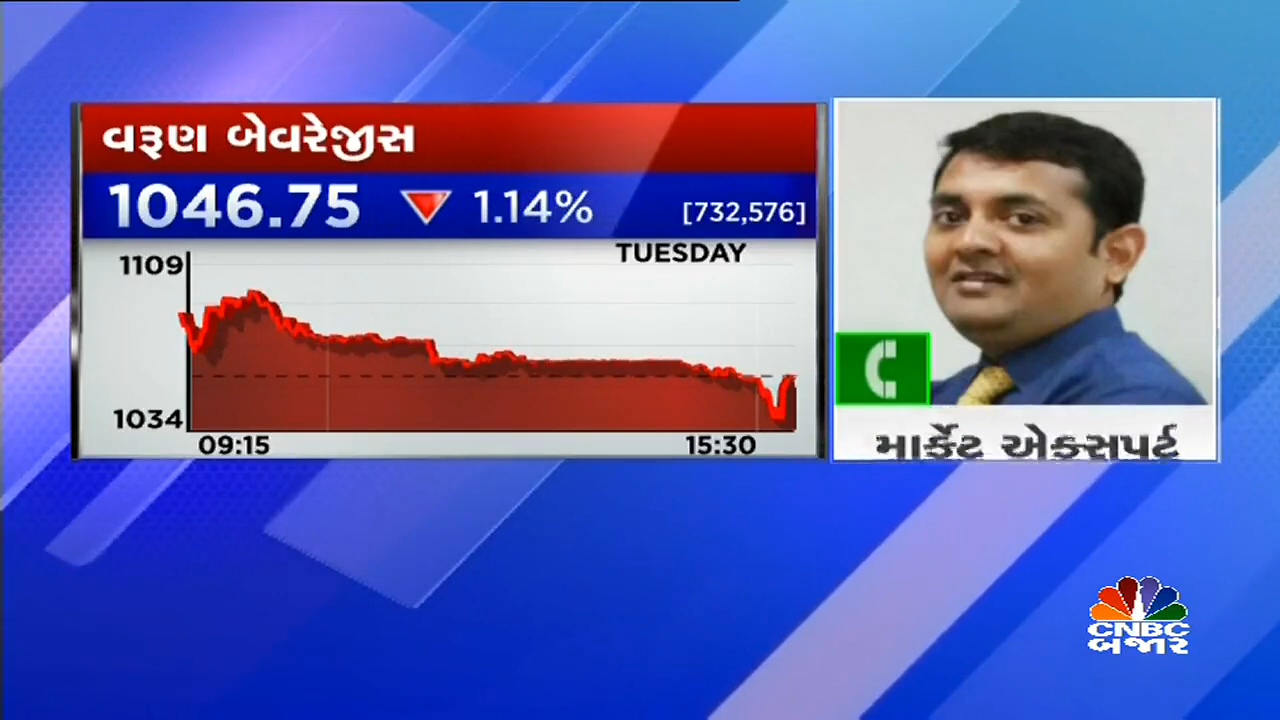 વરૂણ બેવરેજીસ
1046.75 ▼ 1.14% [732,576]
TUESDAY
1109
1034
09:15 15:30
માર્કેટ એક્સપર્ટ
CNBC
બજાર